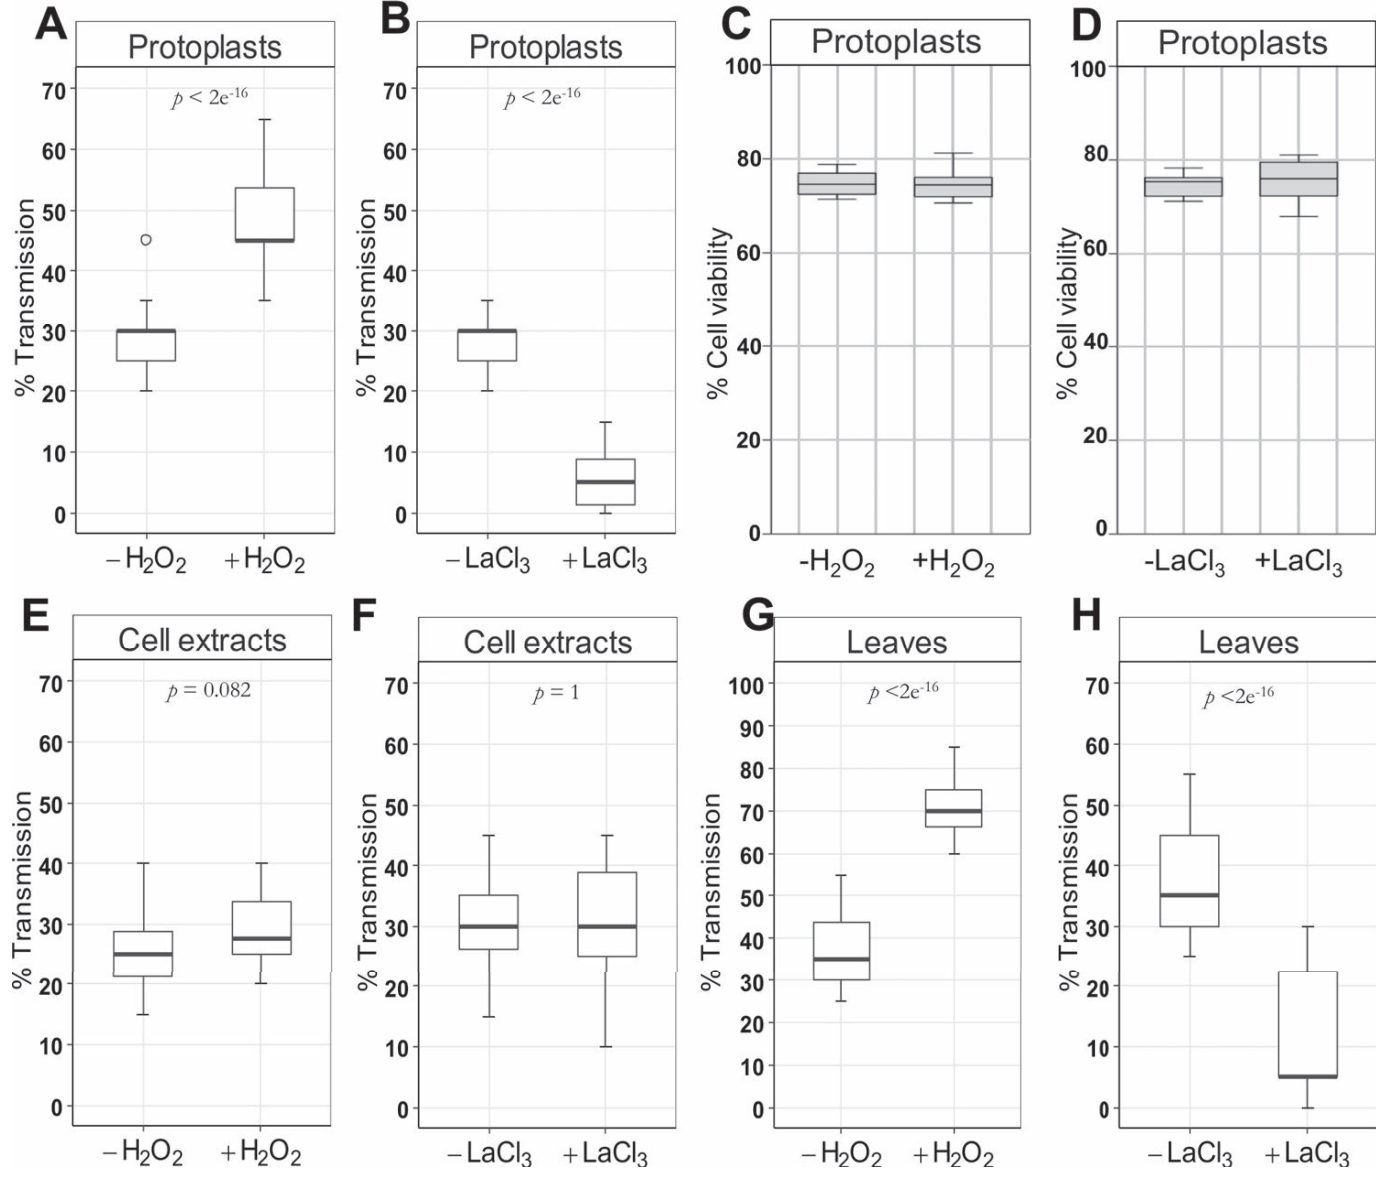 A
Protoplasts
p < 2e-16
% Transmission
70
60
50
40
30
20
10
0
–H2O2 +H2O2
B
Protoplasts
p < 2e-16
% Transmission
70
60
50
40
30
20
10
0
–LaCl3 +LaCl3
C
Protoplasts
% Cell viability
100
80
60
40
20
0
-H2O2 +H2O2
D
Protoplasts
% Cell viability
100
80
60
40
20
0
-LaCl3 +LaCl3
E
Cell extracts
p = 0.082
% Transmission
70
60
50
40
30
20
10
0
–H2O2 +H2O2
F
Cell extracts
p = 1
% Transmission
70
60
50
40
30
20
10
0
–LaCl3 +LaCl3
G
Leaves
p <2e-16
% Transmission
100
90
80
70
60
50
40
30
20
10
0
–H2O2 +H2O2
H
Leaves
p <2e-16
% Transmission
70
60
50
40
30
20
10
0
–LaCl3 +LaCl3